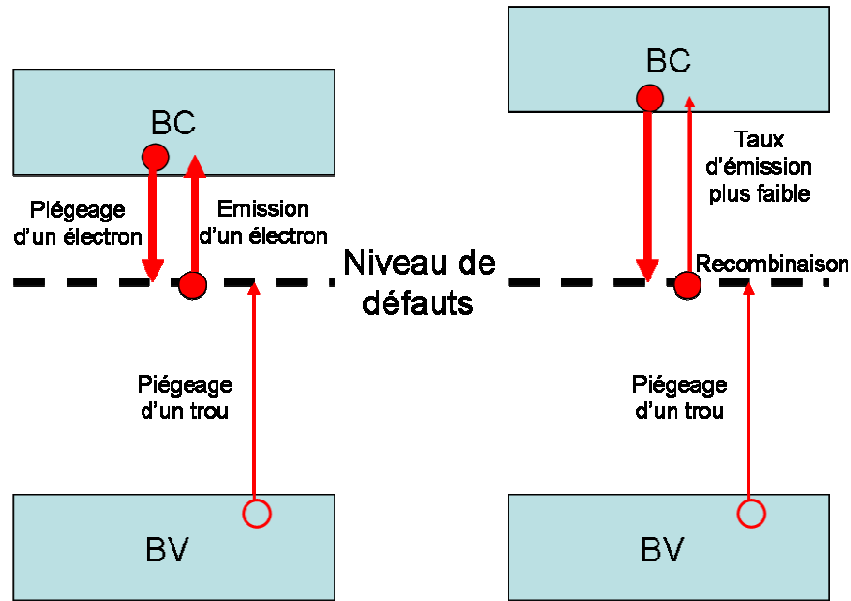 BC
Piégeage
d'un électron
Emission
d'un électron
Niveau de
défauts
Piégeage
d'un trou
BV
BC
Taux
d'émission
plus faible
Recombinaison
Piégeage
d'un trou
BV